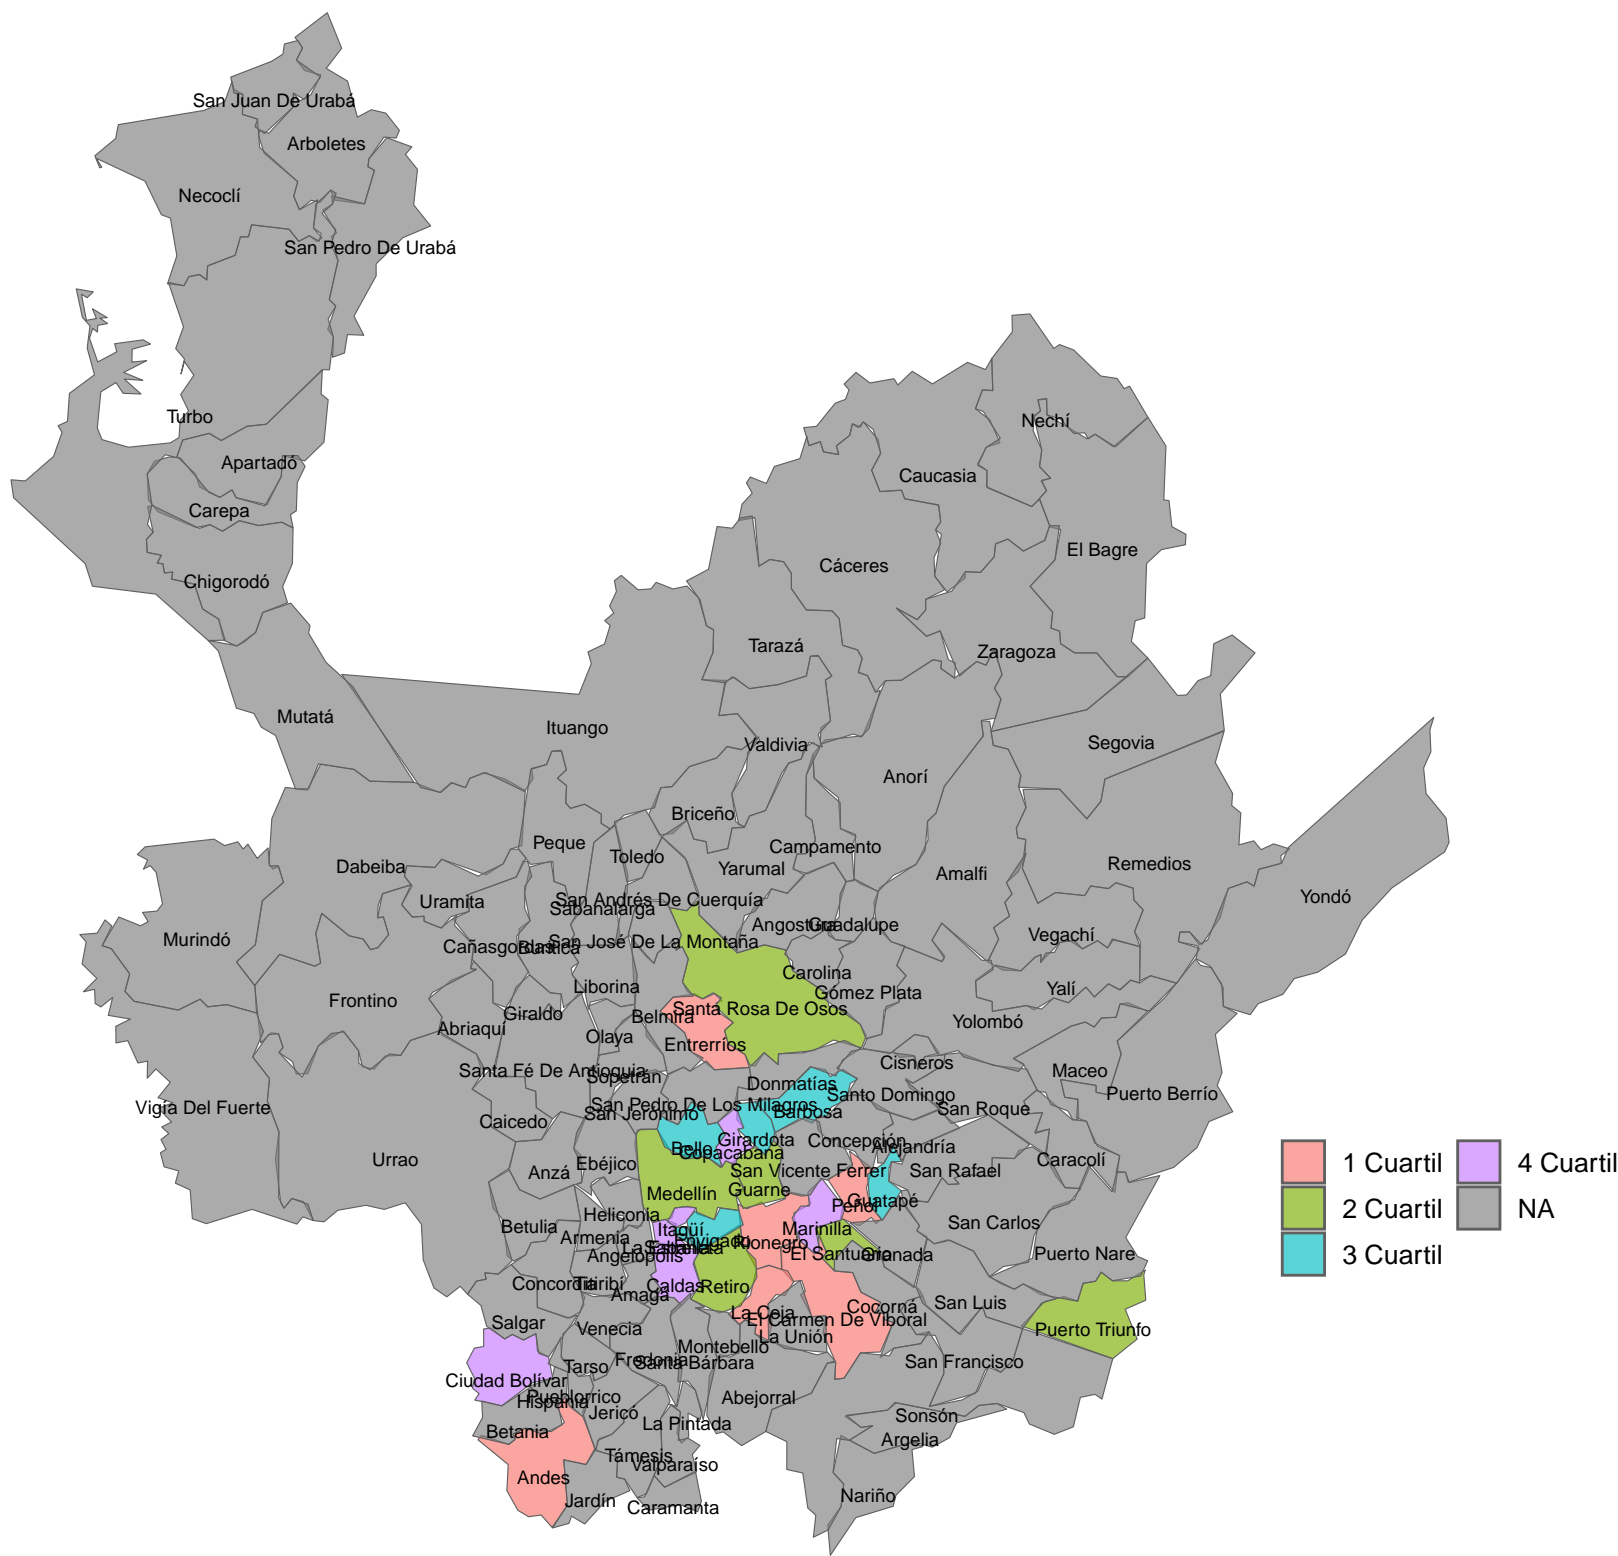 San Juan De Urabá
Arboletes
Necoclí
San Pedro De Urabá
Turbo
Nechí
Apartadó
Caucasia
Carepa
El Bagre
Cáceres
Chigorodó
Tarazá
Zaragoza
Mutatá
Ituango
Valdivia
Segovia
Anorí
Briceño
Peque
Campamento
Toledo
Dabeiba
Yarumal
Remedios
Amalfi
Yondó
Uramita
San Andrés De Cuerquía
Sabanalarga
Angostura
Guadalupe
Vegachí
Murindó
Cañasgordas
Buriticá
San José De La Montaña
Carolina
Liborina
Gómez Plata
Yalí
Frontino
Santa Rosa De Osos
Giraldo
Belmira
Abriaquí
Yolombó
Olaya
Entrerríos
Cisneros
Santa Fé De Antioquia
Sopetrán
Maceo
Donmatías
Santo Domingo
Puerto Berrío
Vigía Del Fuerte
San Pedro De Los Milagros
Barbosa
San Roque
San Jerónimo
Caicedo
Girardota
Concepción
Alejandría
Bello
Copacabana
Urrao
Ebéjico
Caracolí
Anzá
San Vicente Ferrer
San Rafael
1 Cuartil
4 Cuartil
Medellín
Guarne
Guatapé
Peñol
2 Cuartil
NA
Heliconia
San Carlos
Betulia
Itagüí
Marinilla
Armenia
Envigado
Rionegro
La Estrella
Sabaneta
Angelópolis
El Santuario
Granada
Puerto Nare
3 Cuartil
Concordia
Titiribí
Caldas
Retiro
Amagá
San Luis
Cocorná
La Ceja
El Carmen De Viboral
Salgar
Venecia
La Unión
Puerto Triunfo
Montebello
Tarso
Fredonia
Santa Bárbara
San Francisco
Ciudad Bolívar
Pueblorrico
Hispania
Abejorral
Jericó
Sonsón
La Pintada
Betania
Argelia
Támesis
Valparaíso
Andes
Jardín
Nariño
Caramanta